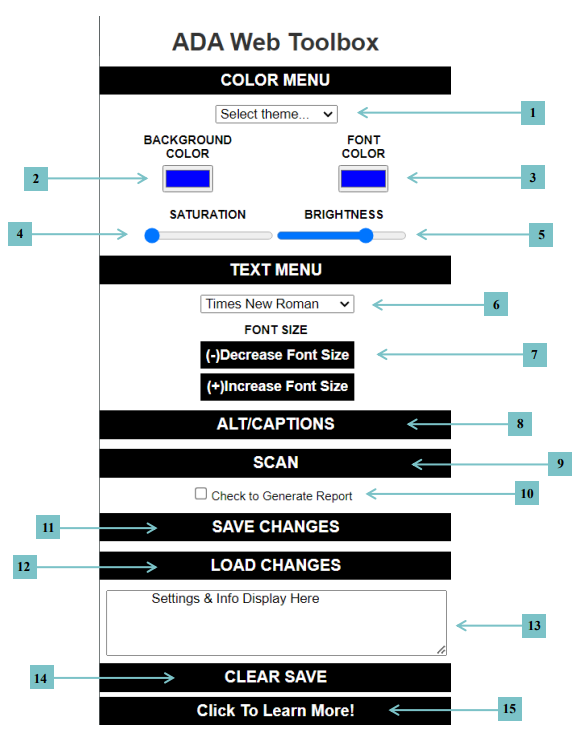 ADA Web Toolbox
COLOR MENU
Select theme...
1
BACKGROUND
COLOR
FONT
COLOR
2
3
SATURATION
BRIGHTNESS
4
5
TEXT MENU
Times New Roman
6
FONT SIZE
(-)Decrease Font Size
7
(+)Increase Font Size
ALT/CAPTIONS
8
SCAN
9
Check to Generate Report
10
11
SAVE CHANGES
12
LOAD CHANGES
Settings & Info Display Here
13
14
CLEAR SAVE
Click To Learn More!
15